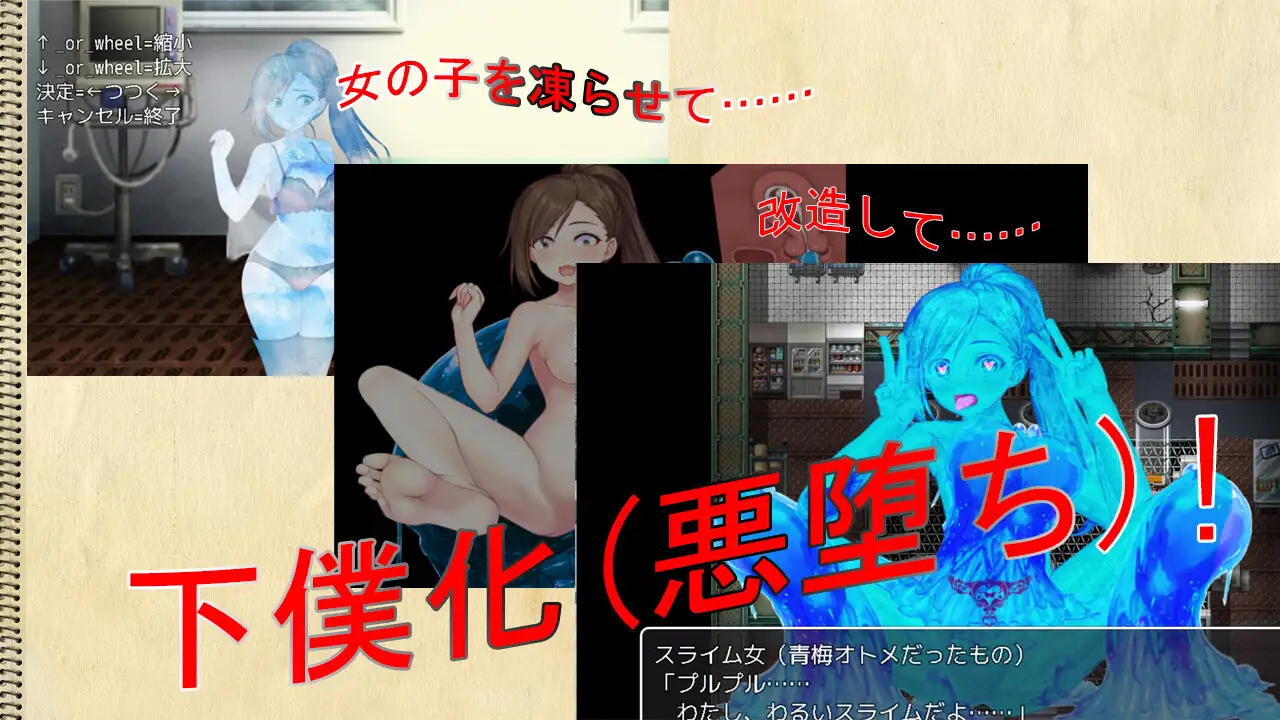 ↑_or_wheel=縮小
↓_or_wheel=拡大
決定=←つつく→
キャンセル=終了
女の子を凍らせて……
改造して……
下僕化(悪堕ち)!
スライム女（青梅オトメだったもの）
「プルプル……
わたし、わるいスライムだよ……」